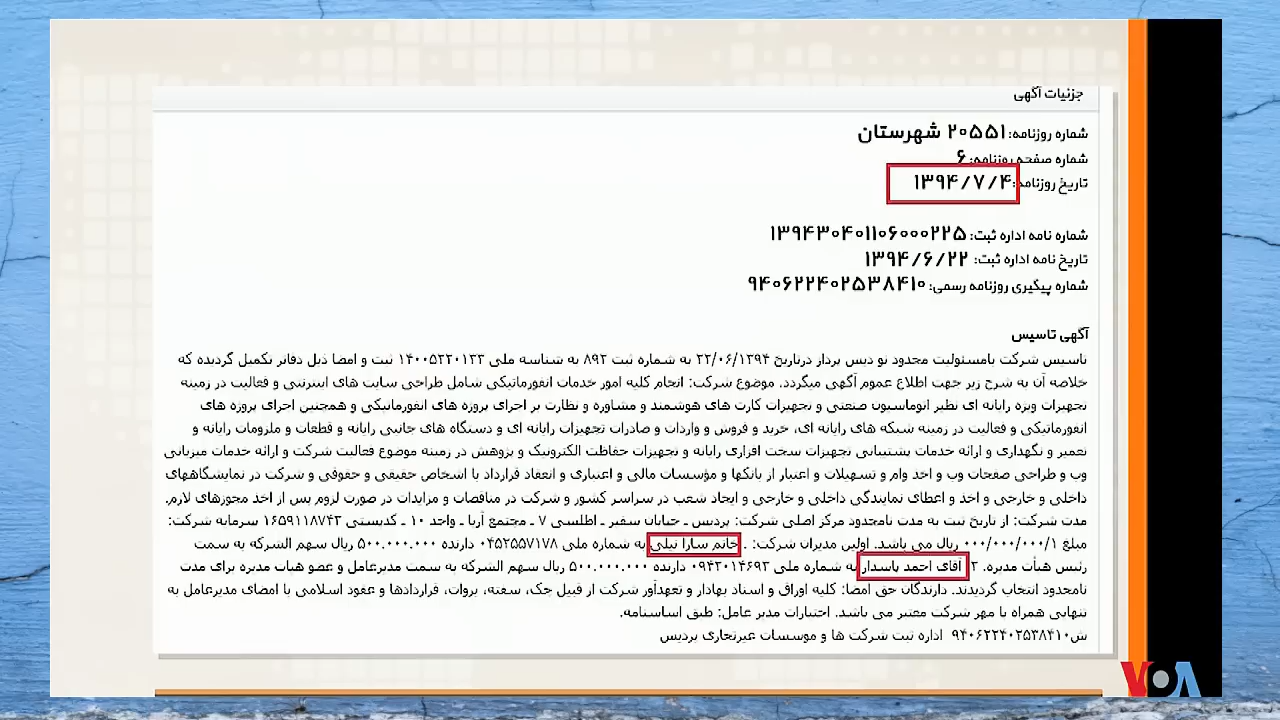 جزئیات آگهی
شماره روزنامه: ۲۰۵۵۱ شهرستان
شماره صفحه روزنامه: ۶
تاریخ روزنامه: ۱۳۹۴/۷/۴
شماره نامه اداره ثبت: ۱۳۹۴۳۰۴۰۱۱۰۶۰۰۰۲۲۵
تاریخ نامه اداره ثبت: ۱۳۹۴/۶/۲۲
شماره پیگیری روزنامه رسمی: ۹۴۰۶۲۲۴۰۲۵۳۸۴۱۰
آگهی تاسیس
تاسیس شرکت بامسئولیت محدود نو دیس پرداز درتاریخ ۲۲/۰۶/۱۳۹۴ به شماره ثبت ۸۹۲ به شناسه ملی ۱۴۰۰۵۲۲۰۱۳۳ ثبت و امضا ذیل دفاتر تکمیل گردیده که
خلاصه آن به شرح زیر جهت اطلاع عموم آگهی میگردد. موضوع شرکت: انجام کلیه امور خدمات انفورماتیکی شامل طراحی سایت های اینترنتی و فعالیت در زمینه
تجهیزات ویژه رایانه ای نظیر اتوماسیون صنعتی و تجهیزات کارت های هوشمند و مشاوره و نظارت بر اجرای پروژه های انفورماتیکی و همچنین اجرای پروژه های
انفورماتیکی و فعالیت در زمینه شبکه های رایانه ای، خرید و فروش و واردات و صادرات تجهیزات رایانه ای و دستگاه های جانبی رایانه و قطعات و ملزومات رایانه و
تعمیر و نگهداری و ارائه خدمات پشتیبانی تجهیزات سخت افزاری رایانه و تجهیزات حفاظت الکترونیک و پژوهش در زمینه موضوع فعالیت شرکت و ارائه خدمات میزبانی
وب و طراحی صفحات وب و اخذ وام و تسهیلات و اعتبار از بانکها و مؤسسات مالی و اعتباری و انعقاد قرارداد با اشخاص حقیقی و حقوقی و شرکت در نمایشگاههای
داخلی و خارجی و اخذ و اعطای نمایندگی داخلی و خارجی و ایجاد شعب در سراسر کشور و شرکت در مناقصات و مزایدات در صورت لزوم پس از اخذ مجوزهای لازم.
مدت شرکت: از تاریخ ثبت به مدت نامحدود مرکز اصلی شرکت: پردیس ـ خیابان سفیر ـ اطلسی ۷ ـ مجتمع آریا ـ واحد ۱۰ ـ کدپستی ۱۶۵۹۱۱۸۷۴۳ سرمایه شرکت:
مبلغ ۰۰۰/۰۰۰/۰۰۰/۱ ریال می باشد. اولین مدیران شرکت: . خانم سارا نیلی به شماره ملی ۰۴۵۲۵۵۷۱۷۸ دارنده ۵۰۰.۰۰۰.۰۰۰ ریال سهم الشرکه به سمت
رئیس هیأت مدیره. ۲ آقای احمد پاسدار به شماره ملی ۰۹۴۳۰۱۴۶۹۳ دارنده ۵۰۰.۰۰۰.۰۰۰ ریال سهم الشرکه به سمت مدیرعامل و عضو هیأت مدیره برای مدت
نامحدود انتخاب گردیدند. دارندگان حق امضا: کلیه اوراق و اسناد بهادار و تعهدآور شرکت از قبیل چک، سفته، بروات، قراردادها و عقود اسلامی با امضای مدیرعامل به
تنهایی همراه با مهر شرکت معتبر می باشد. اختیارات مدیر عامل: طبق اساسنامه.
ش۹۴۰۶۲۲۴۰۲۵۳۸۴۱۰ اداره ثبت شرکت ها و موسسات غیرتجاری پردیس
VOA